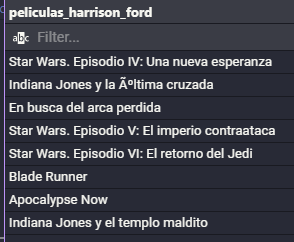 peliculas_harrison_ford
abc Filter...
Star Wars. Episodio IV: Una nueva esperanza
Indiana Jones y la Ãºltima cruzada
En busca del arca perdida
Star Wars. Episodio V: El imperio contraataca
Star Wars. Episodio VI: El retorno del Jedi
Blade Runner
Apocalypse Now
Indiana Jones y el templo maldito